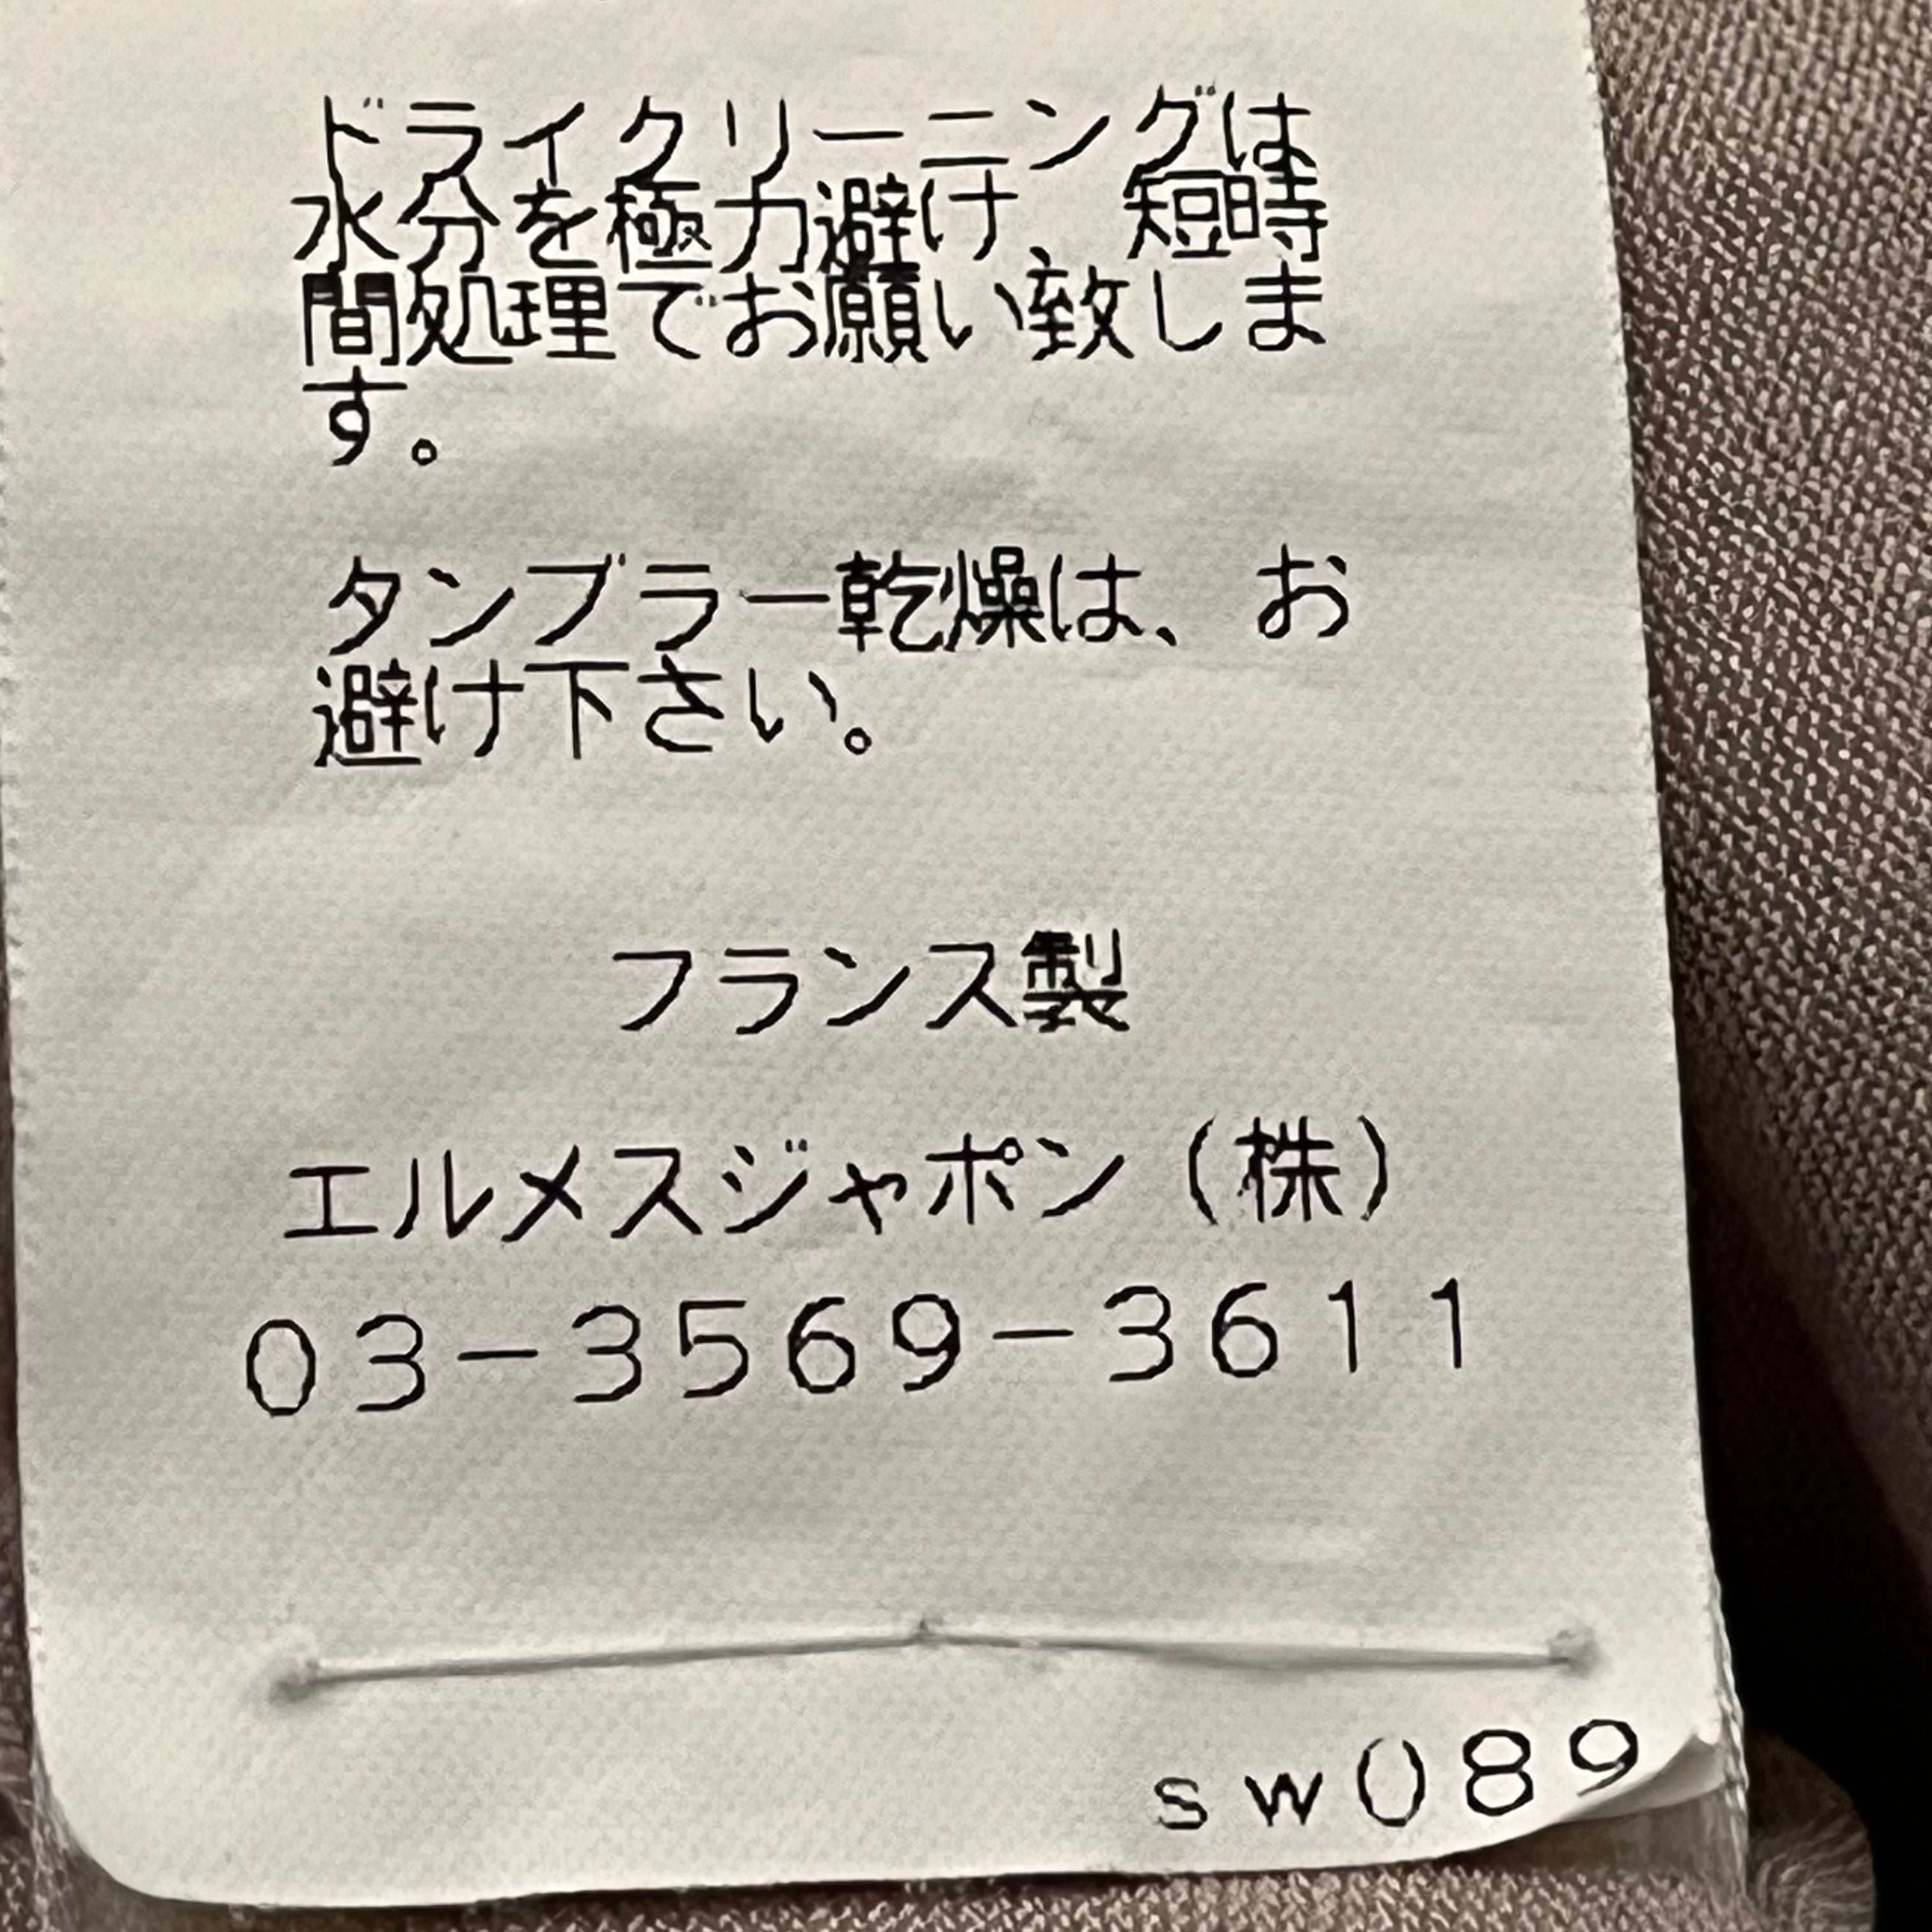 ドライクリーニングは
水分を極力避け、短時
間処理でお願い致しま
す。
タンブラー乾燥は、お
避け下さい。
フランス製
エルメスジャポン（株）
03-3569-3611
sw089